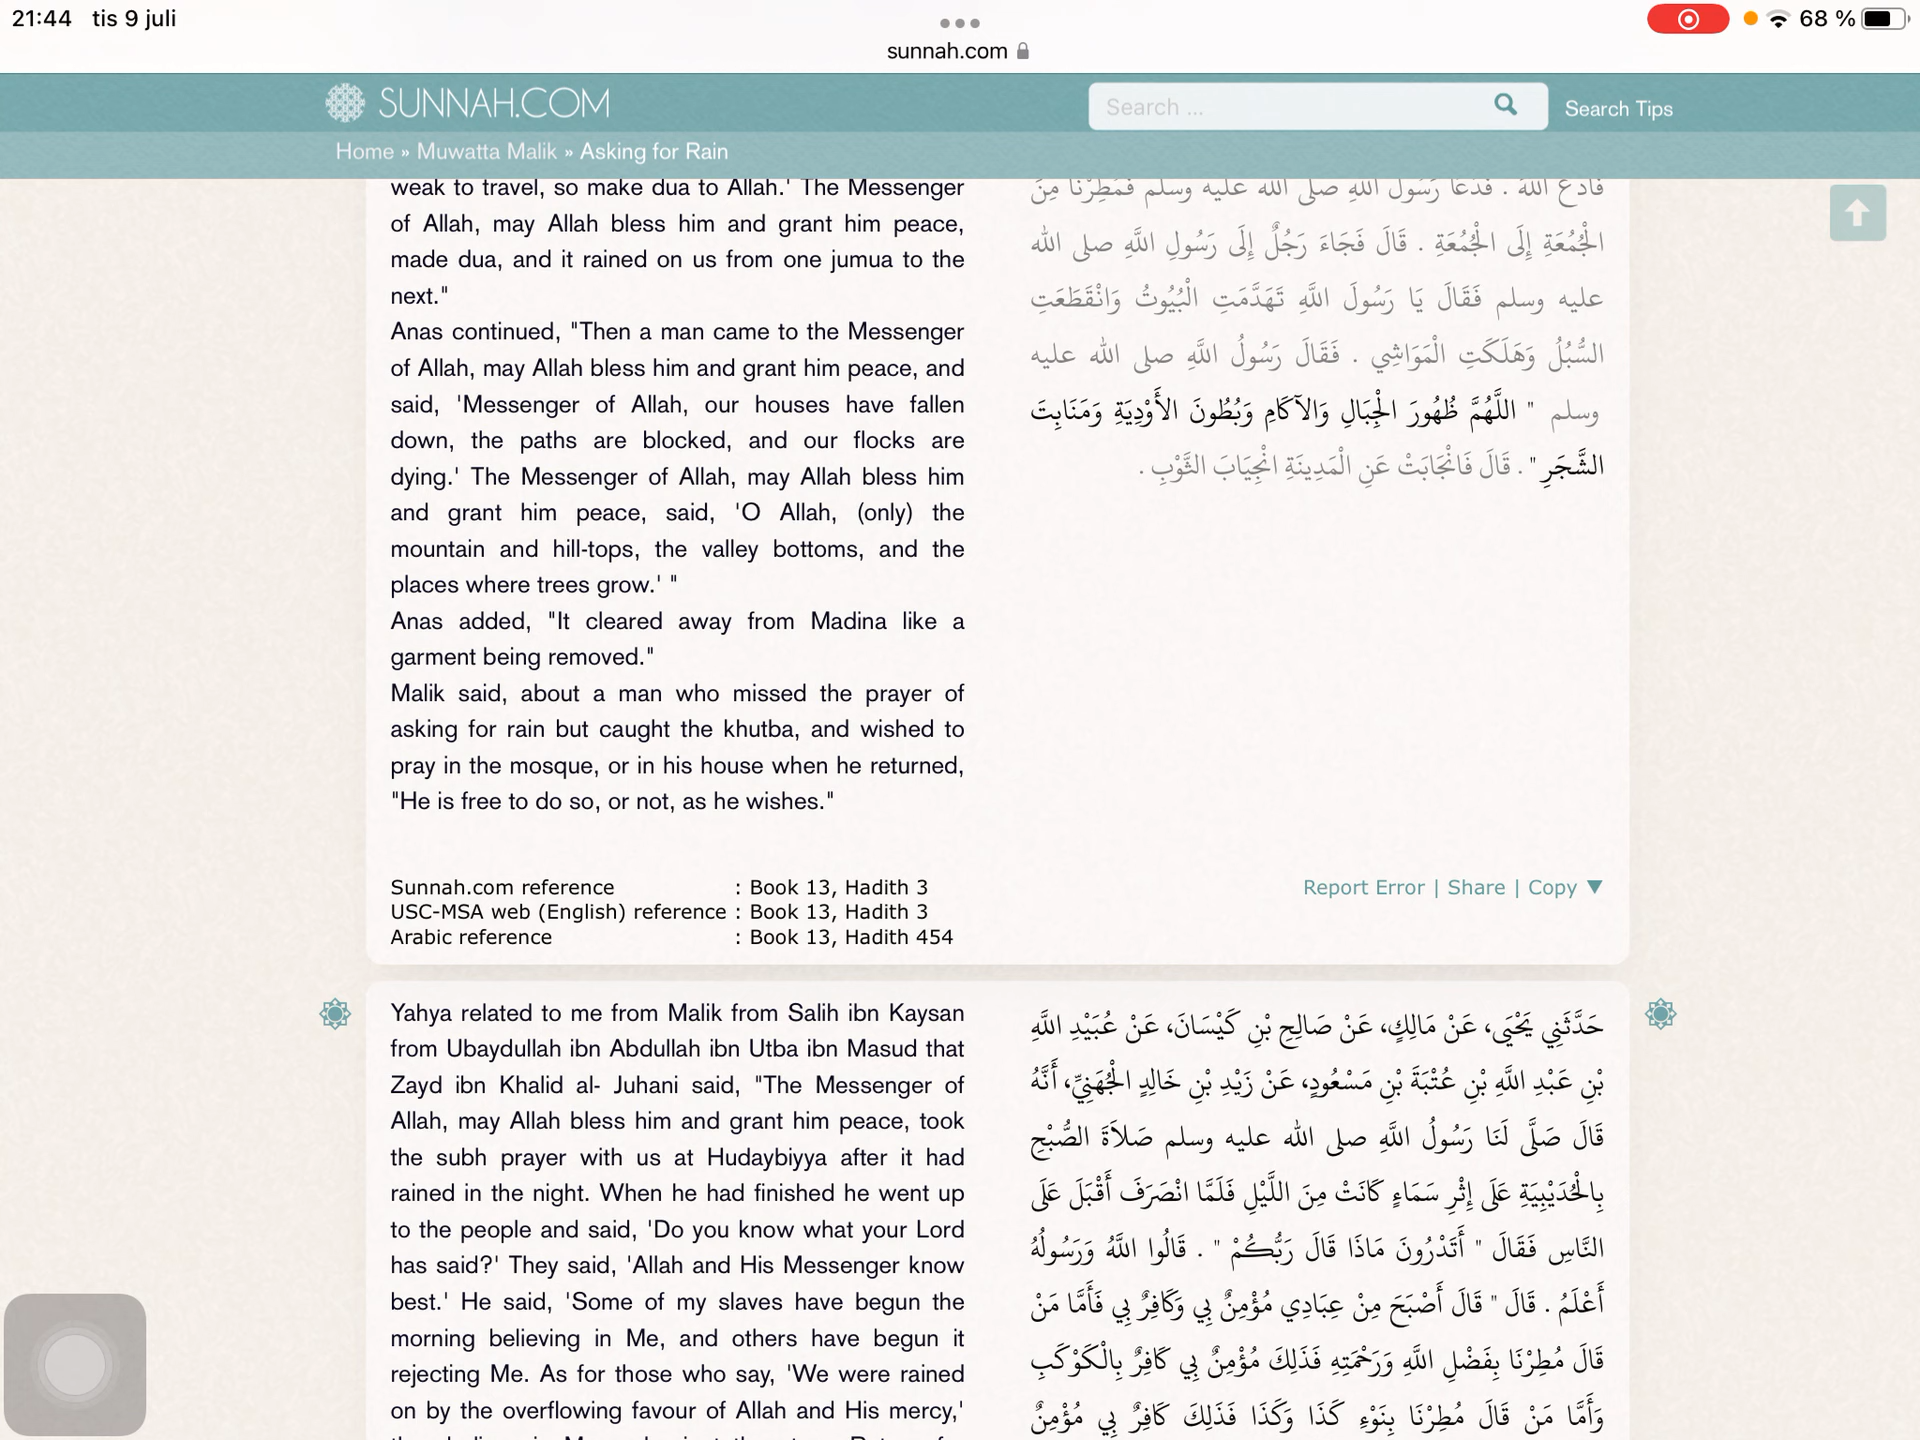 21:44 tis 9 juli
68 %
sunnah.com
SUNNAH.COM
Search ...
Search Tips
Home » Muwatta Malik » Asking for Rain
weak to travel, so make dua to Allah.' The Messenger
of Allah, may Allah bless him and grant him peace,
made dua, and it rained on us from one jumua to the
next."
Anas continued, "Then a man came to the Messenger
of Allah, may Allah bless him and grant him peace, and
said, 'Messenger of Allah, our houses have fallen
down, the paths are blocked, and our flocks are
dying.' The Messenger of Allah, may Allah bless him
and grant him peace, said, 'O Allah, (only) the
mountain and hill-tops, the valley bottoms, and the
places where trees grow.' "
Anas added, "It cleared away from Madina like a
garment being removed."
Malik said, about a man who missed the prayer of
asking for rain but caught the khutba, and wished to
pray in the mosque, or in his house when he returned,
"He is free to do so, or not, as he wishes."
فَادْعُ اللَّهَ . فَدَعَا رَسُولُ اللَّهِ صلى الله عليه وسلم فَمُطِرْنَا مِنَ
الْجُمُعَةِ إِلَى الْجُمُعَةِ . قَالَ فَجَاءَ رَجُلٌ إِلَى رَسُولِ اللَّهِ صلى الله
عليه وسلم فَقَالَ يَا رَسُولَ اللَّهِ تَهَدَّمَتِ الْبُيُوتُ وَانْقَطَعَتِ
السُّبُلُ وَهَلَكَتِ الْمَوَاشِي . فَقَالَ رَسُولُ اللَّهِ صلى الله عليه
وسلم " اللَّهُمَّ ظُهُورَ الْجِبَالِ وَالآكَامِ وَبُطُونَ الأَوْدِيَةِ وَمَنَابِتَ
الشَّجَرِ " . قَالَ فَانْجَابَتْ عَنِ الْمَدِينَةِ انْجِيَابَ الثَّوْبِ .
Sunnah.com reference : Book 13, Hadith 3
USC-MSA web (English) reference : Book 13, Hadith 3
Arabic reference : Book 13, Hadith 454
Report Error | Share | Copy ▼
Yahya related to me from Malik from Salih ibn Kaysan
from Ubaydullah ibn Abdullah ibn Utba ibn Masud that
Zayd ibn Khalid al- Juhani said, "The Messenger of
Allah, may Allah bless him and grant him peace, took
the subh prayer with us at Hudaybiyya after it had
rained in the night. When he had finished he went up
to the people and said, 'Do you know what your Lord
has said?' They said, 'Allah and His Messenger know
best.' He said, 'Some of my slaves have begun the
morning believing in Me, and others have begun it
rejecting Me. As for those who say, 'We were rained
on by the overflowing favour of Allah and His mercy,'
حَدَّثَنِي يَحْيَى، عَنْ مَالِكٍ، عَنْ صَالِحِ بْنِ كَيْسَانَ، عَنْ عُبَيْدِ اللَّهِ
بْنِ عَبْدِ اللَّهِ بْنِ عُتْبَةَ بْنِ مَسْعُودٍ، عَنْ زَيْدِ بْنِ خَالِدٍ الْجُهَنِيِّ، أَنَّهُ
قَالَ صَلَّى لَنَا رَسُولُ اللَّهِ صلى الله عليه وسلم صَلاَةَ الصُّبْحِ
بِالْحُدَيْبِيَةِ عَلَى إِثْرِ سَمَاءٍ كَانَتْ مِنَ اللَّيْلِ فَلَمَّا انْصَرَفَ أَقْبَلَ عَلَى
النَّاسِ فَقَالَ " أَتَدْرُونَ مَاذَا قَالَ رَبُّكُمْ " . قَالُوا اللَّهُ وَرَسُولُهُ
أَعْلَمُ . قَالَ " قَالَ أَصْبَحَ مِنْ عِبَادِي مُؤْمِنٌ بِي وَكَافِرٌ بِي فَأَمَّا مَنْ
قَالَ مُطِرْنَا بِفَضْلِ اللَّهِ وَرَحْمَتِهِ فَذَلِكَ مُؤْمِنٌ بِي كَافِرٌ بِالْكَوْكَبِ
وَأَمَّا مَنْ قَالَ مُطِرْنَا بِنَوْءِ كَذَا وَكَذَا فَذَلِكَ كَافِرٌ بِي مُؤْمِنٌ